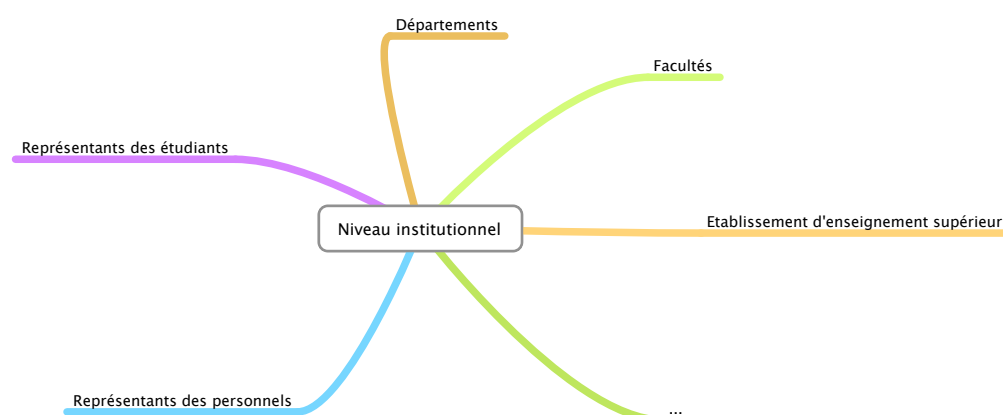 Départements
Facultés
Représentants des étudiants
Etablissement d'enseignement supérieur
Niveau institutionnel
Représentants des personnels
...